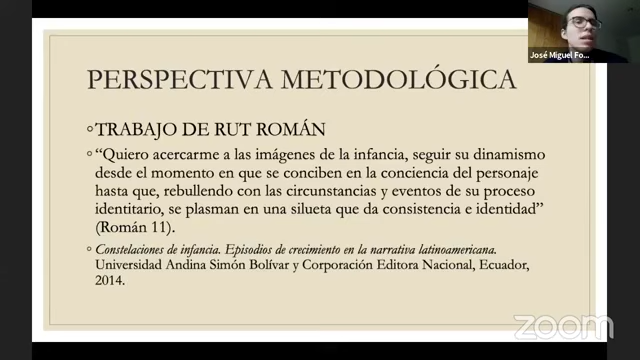 PERSPECTIVA METODOLÓGICA
TRABAJO DE RUT ROMÁN
“Quiero acercarme a las imágenes de la infancia, seguir su dinamismo
desde el momento en que se conciben en la conciencia del personaje
hasta que, rebullendo con las circunstancias y eventos de su proceso
identitario, se plasman en una silueta que da consistencia e identidad”
(Román 11).
Constelaciones de infancia. Episodios de crecimiento en la narrativa latinoamericana.
Universidad Andina Simón Bolívar y Corporación Editora Nacional, Ecuador,
2014.
José Miguel Fo...
zoom